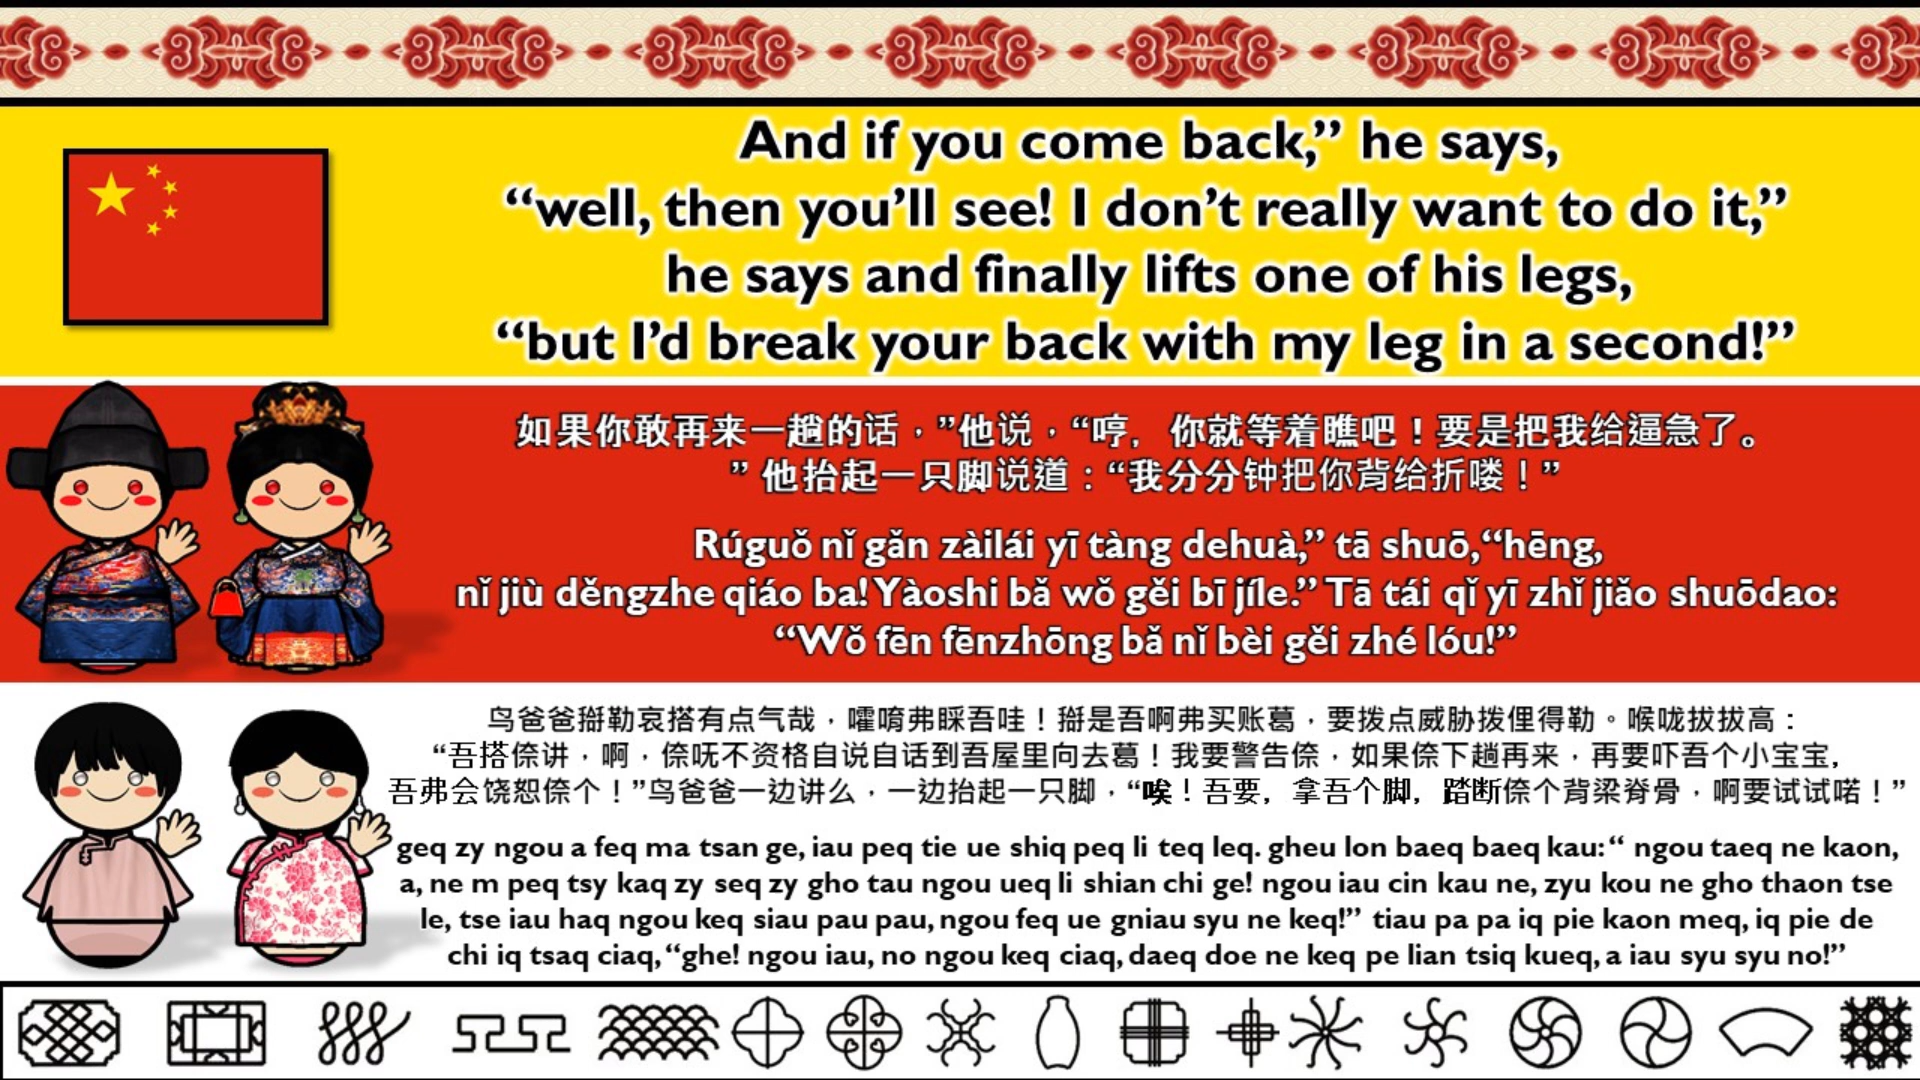 And if you come back,” he says,
“well, then you’ll see! I don’t really want to do it,”
he says and finally lifts one of his legs,
“but I’d break your back with my leg in a second!”
如果你敢再来一趟的话，”他说，“哼，你就等着瞧吧！要是把我给逼急了。
” 他抬起一只脚说道：“我分分钟把你背给折喽！”
Rúguǒ nǐ gǎn zàilái yī tàng dehuà,” tā shuō,“hēng,
nǐ jiù děngzhe qiáo ba! Yàoshi bǎ wǒ gěi bī jíle.” Tā tái qǐ yī zhǐ jiǎo shuōdao:
“Wǒ fēn fēnzhōng bǎ nǐ bèi gěi zhé lóu!”
鸟爸爸搿勒哀搭有点气哉，嚯唷弗睬吾哇！搿是吾啊弗买账葛，要拨点威胁拨俚得勒。喉咙拔拔高：
“吾搭倷讲，啊，倷呒不资格自说自话到吾屋里向去葛！我要警告倷，如果倷下趟再来，再要吓吾个小宝宝，
吾弗会饶恕倷个！”鸟爸爸一边讲么，一边抬起一只脚，“唉！吾要，拿吾个脚，踏断倷个背梁脊骨，啊要试试喏！”
geq zy ngou a feq ma tsan ge, iau peq tie ue shiq peq li teq leq. gheu lon baeq baeq kau: “ ngou taeq ne kaon,
a, ne m peq tsy kaq zy seq zy gho tau ngou ueq li shian chi ge! ngou iau cin kau ne, zyu kou ne gho thaon tse
le, tse iau haq ngou keq siau pau pau, ngou feq ue gniau syu ne keq!” tiau pa pa iq pie kaon meq, iq pie de
chi iq tsaq ciaq, “ghe! ngou iau, no ngou keq ciaq, daeq doe ne keq pe lian tsiq kueq, a iau syu syu no!”